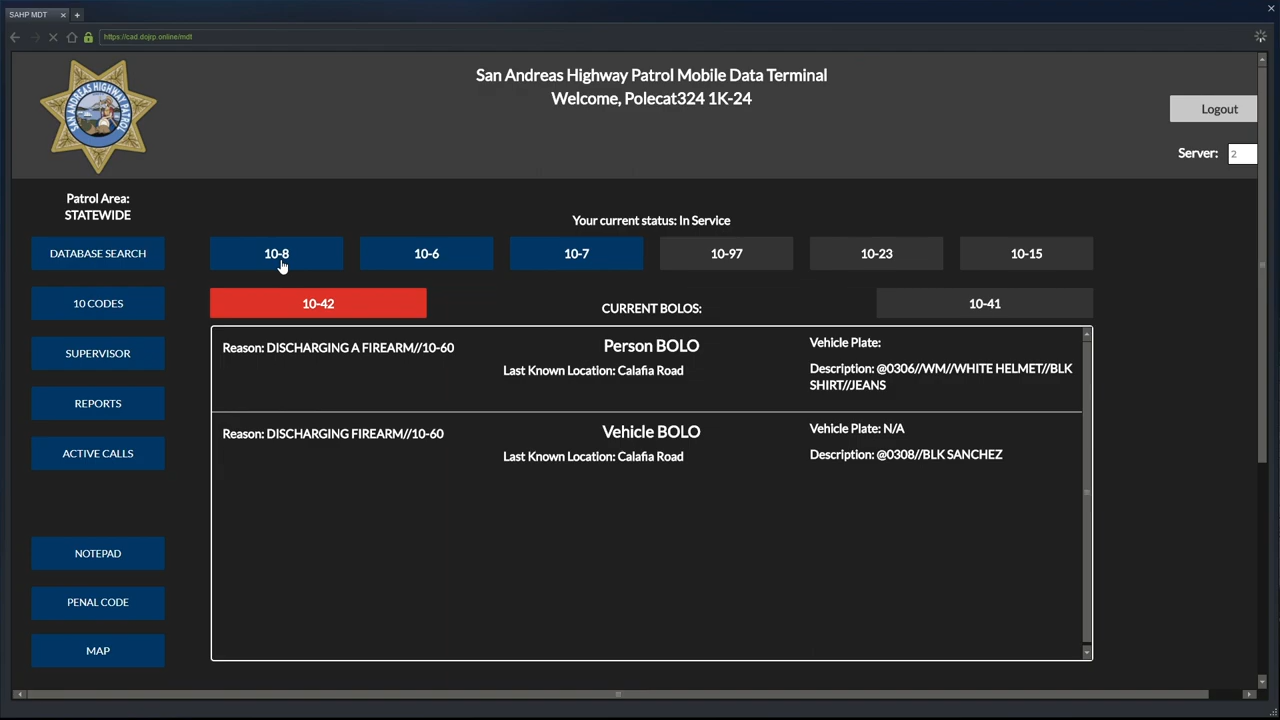 SAHP MDT
https://cad.dojrp.online/mdt
SAN ANDREAS HIGHWAY PATROL
San Andreas Highway Patrol Mobile Data Terminal
Welcome, Polecat324 1K-24
Logout
Server: 2
Patrol Area:
STATEWIDE
Your current status: In Service
DATABASE SEARCH
10-8
10-6
10-7
10-97
10-23
10-15
10 CODES
10-42
CURRENT BOLOS:
10-41
SUPERVISOR
REPORTS
ACTIVE CALLS
NOTEPAD
PENAL CODE
MAP
Reason: DISCHARGING A FIREARM//10-60
Person BOLO
Last Known Location: Calafia Road
Vehicle Plate:
Description: @0306//WM//WHITE HELMET//BLK
SHIRT//JEANS
Reason: DISCHARGING FIREARM//10-60
Vehicle BOLO
Last Known Location: Calafia Road
Vehicle Plate: N/A
Description: @0308//BLK SANCHEZ